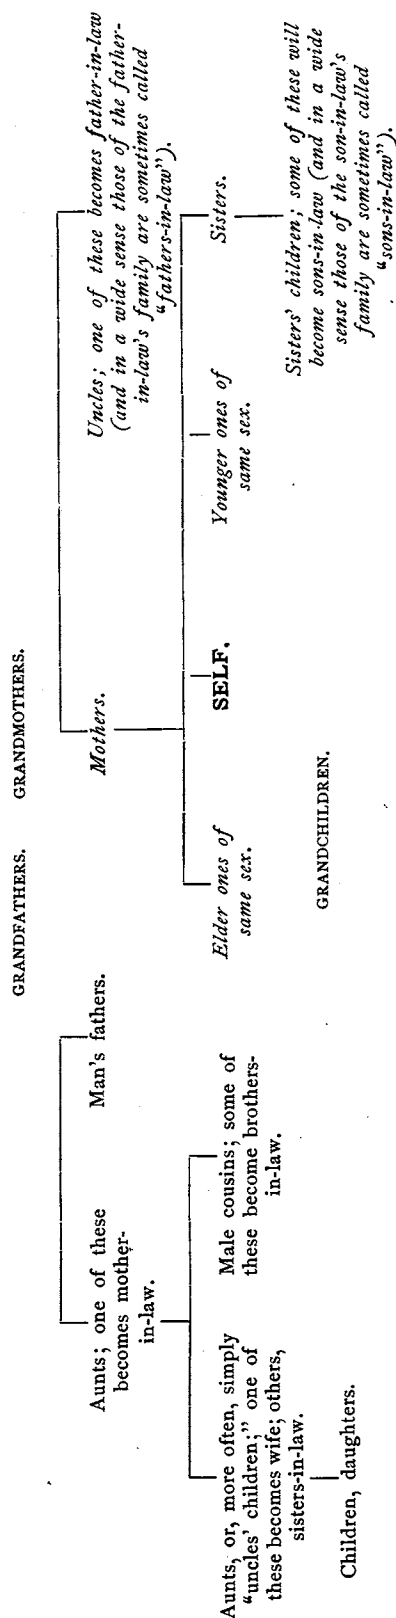 GRANDFATHERS. GRANDMOTHERS.
Aunts; one of these
becomes mother-
in-law.
Man's fathers.
Mothers.
Uncles; one of these becomes father-in-law
(and in a wide sense those of the father-
in-law's family are sometimes called
“fathers-in-law”).
Aunts, or, more often, simply
“uncles' children;” one of
these becomes wife; others,
sisters-in-law.
Male cousins; some of
these become brothers-
in-law.
Elder ones of
same sex.
SELF.
Younger ones of
same sex.
Sisters.
Children, daughters.
GRANDCHILDREN.
Sisters' children; some of these will
become sons-in-law (and in a wide
sense those of the son-in-law's
family are sometimes called
“sons-in-law”).